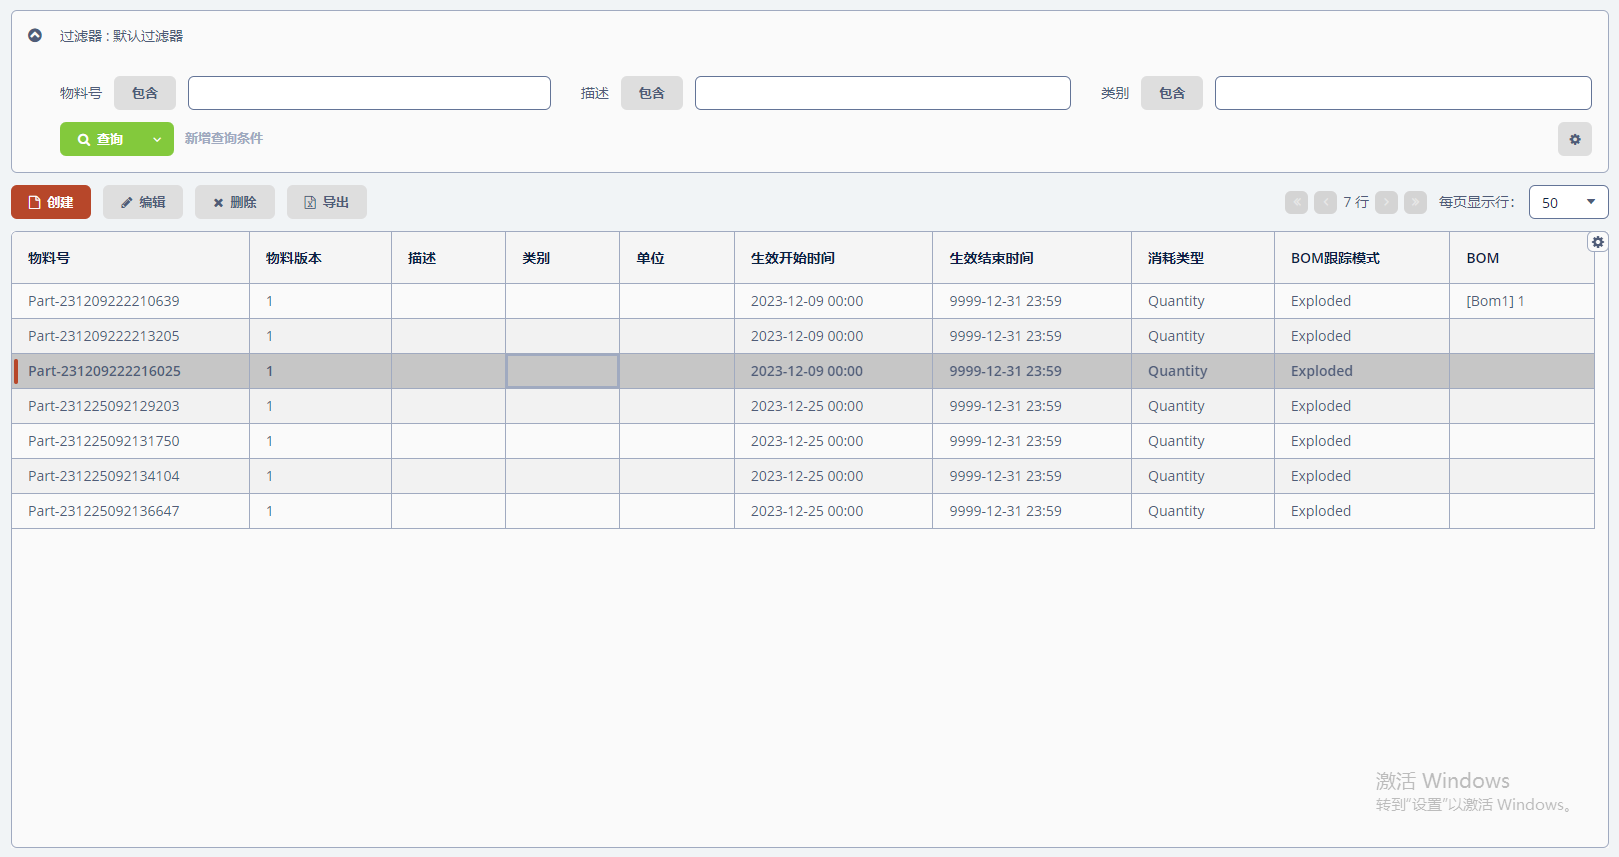 过滤器 : 默认过滤器
物料号 包含 描述 包含 类别 包含
查询 新增查询条件
创建 编辑 删除 导出 7 行 每页显示行: 50
物料号 物料版本 描述 类别 单位 生效开始时间 生效结束时间 消耗类型 BOM跟踪模式 BOM
Part-231209222210639 1 2023-12-09 00:00 9999-12-31 23:59 Quantity Exploded [Bom1] 1
Part-231209222213205 1 2023-12-09 00:00 9999-12-31 23:59 Quantity Exploded
Part-231209222216025 1 2023-12-09 00:00 9999-12-31 23:59 Quantity Exploded
Part-231225092129203 1 2023-12-25 00:00 9999-12-31 23:59 Quantity Exploded
Part-231225092131750 1 2023-12-25 00:00 9999-12-31 23:59 Quantity Exploded
Part-231225092134104 1 2023-12-25 00:00 9999-12-31 23:59 Quantity Exploded
Part-231225092136647 1 2023-12-25 00:00 9999-12-31 23:59 Quantity Exploded
激活 Windows
转到"设置"以激活 Windows。